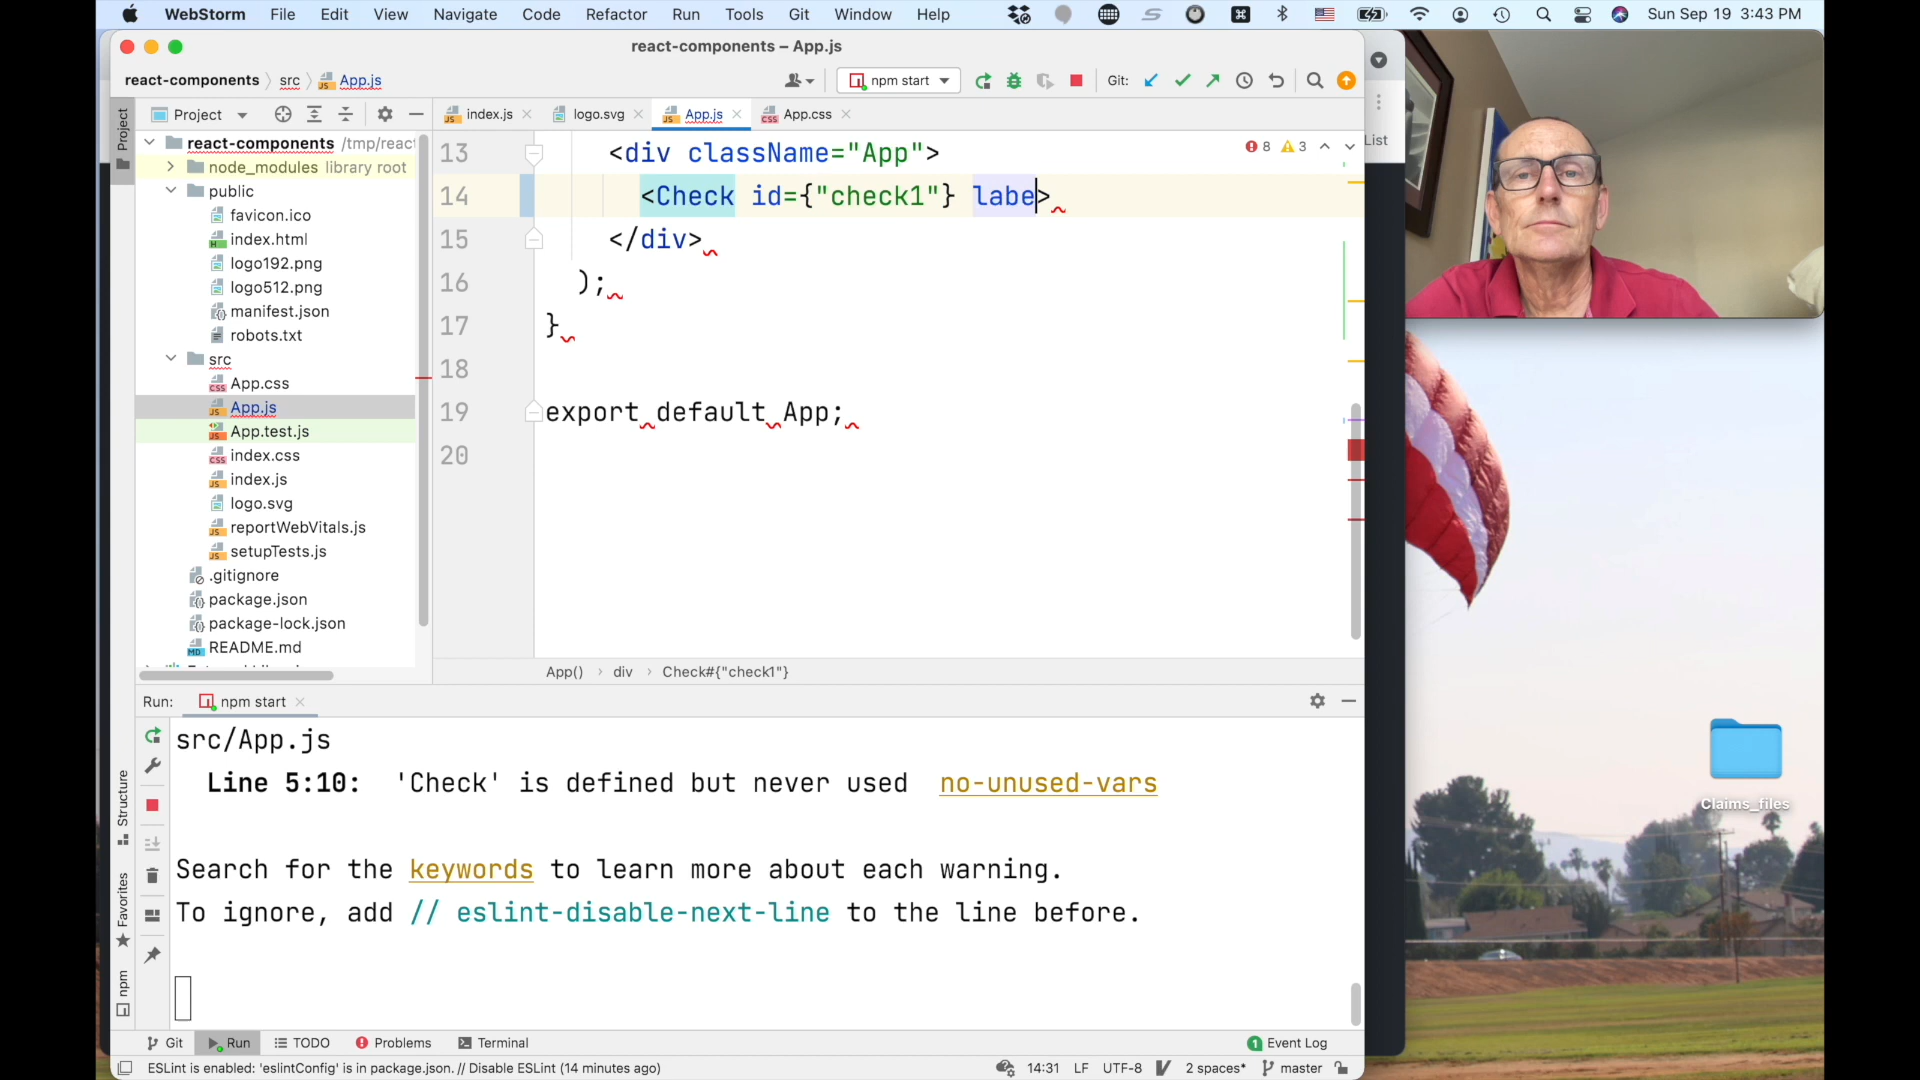 WebStorm File Edit View Navigate Code Refactor Run Tools Git Window Help Sun Sep 19 3:43 PM
react-components – App.js
react-components src App.js npm start Git:
Project index.js logo.svg App.js App.css
List
Project
react-components /tmp/react
node_modules library root
public
favicon.ico
index.html
logo192.png
logo512.png
manifest.json
robots.txt
src
App.css
App.js
App.test.js
index.css
index.js
logo.svg
reportWebVitals.js
setupTests.js
.gitignore
package.json
package-lock.json
README.md
8 3
13 <div className="App">
14 <Check id={"check1"} labe>
15 </div>
16 );
17 }
18
19 export default App;
20
App() div Check#{"check1"}
Run: npm start
src/App.js
Line 5:10: 'Check' is defined but never used no-unused-vars
Search for the keywords to learn more about each warning.
To ignore, add // eslint-disable-next-line to the line before.
Structure
Favorites
npm
Claims_files
Git Run TODO Problems Terminal 1 Event Log
ESLint is enabled: 'eslintConfig' is in package.json. // Disable ESLint (14 minutes ago) 14:31 LF UTF-8 2 spaces* master